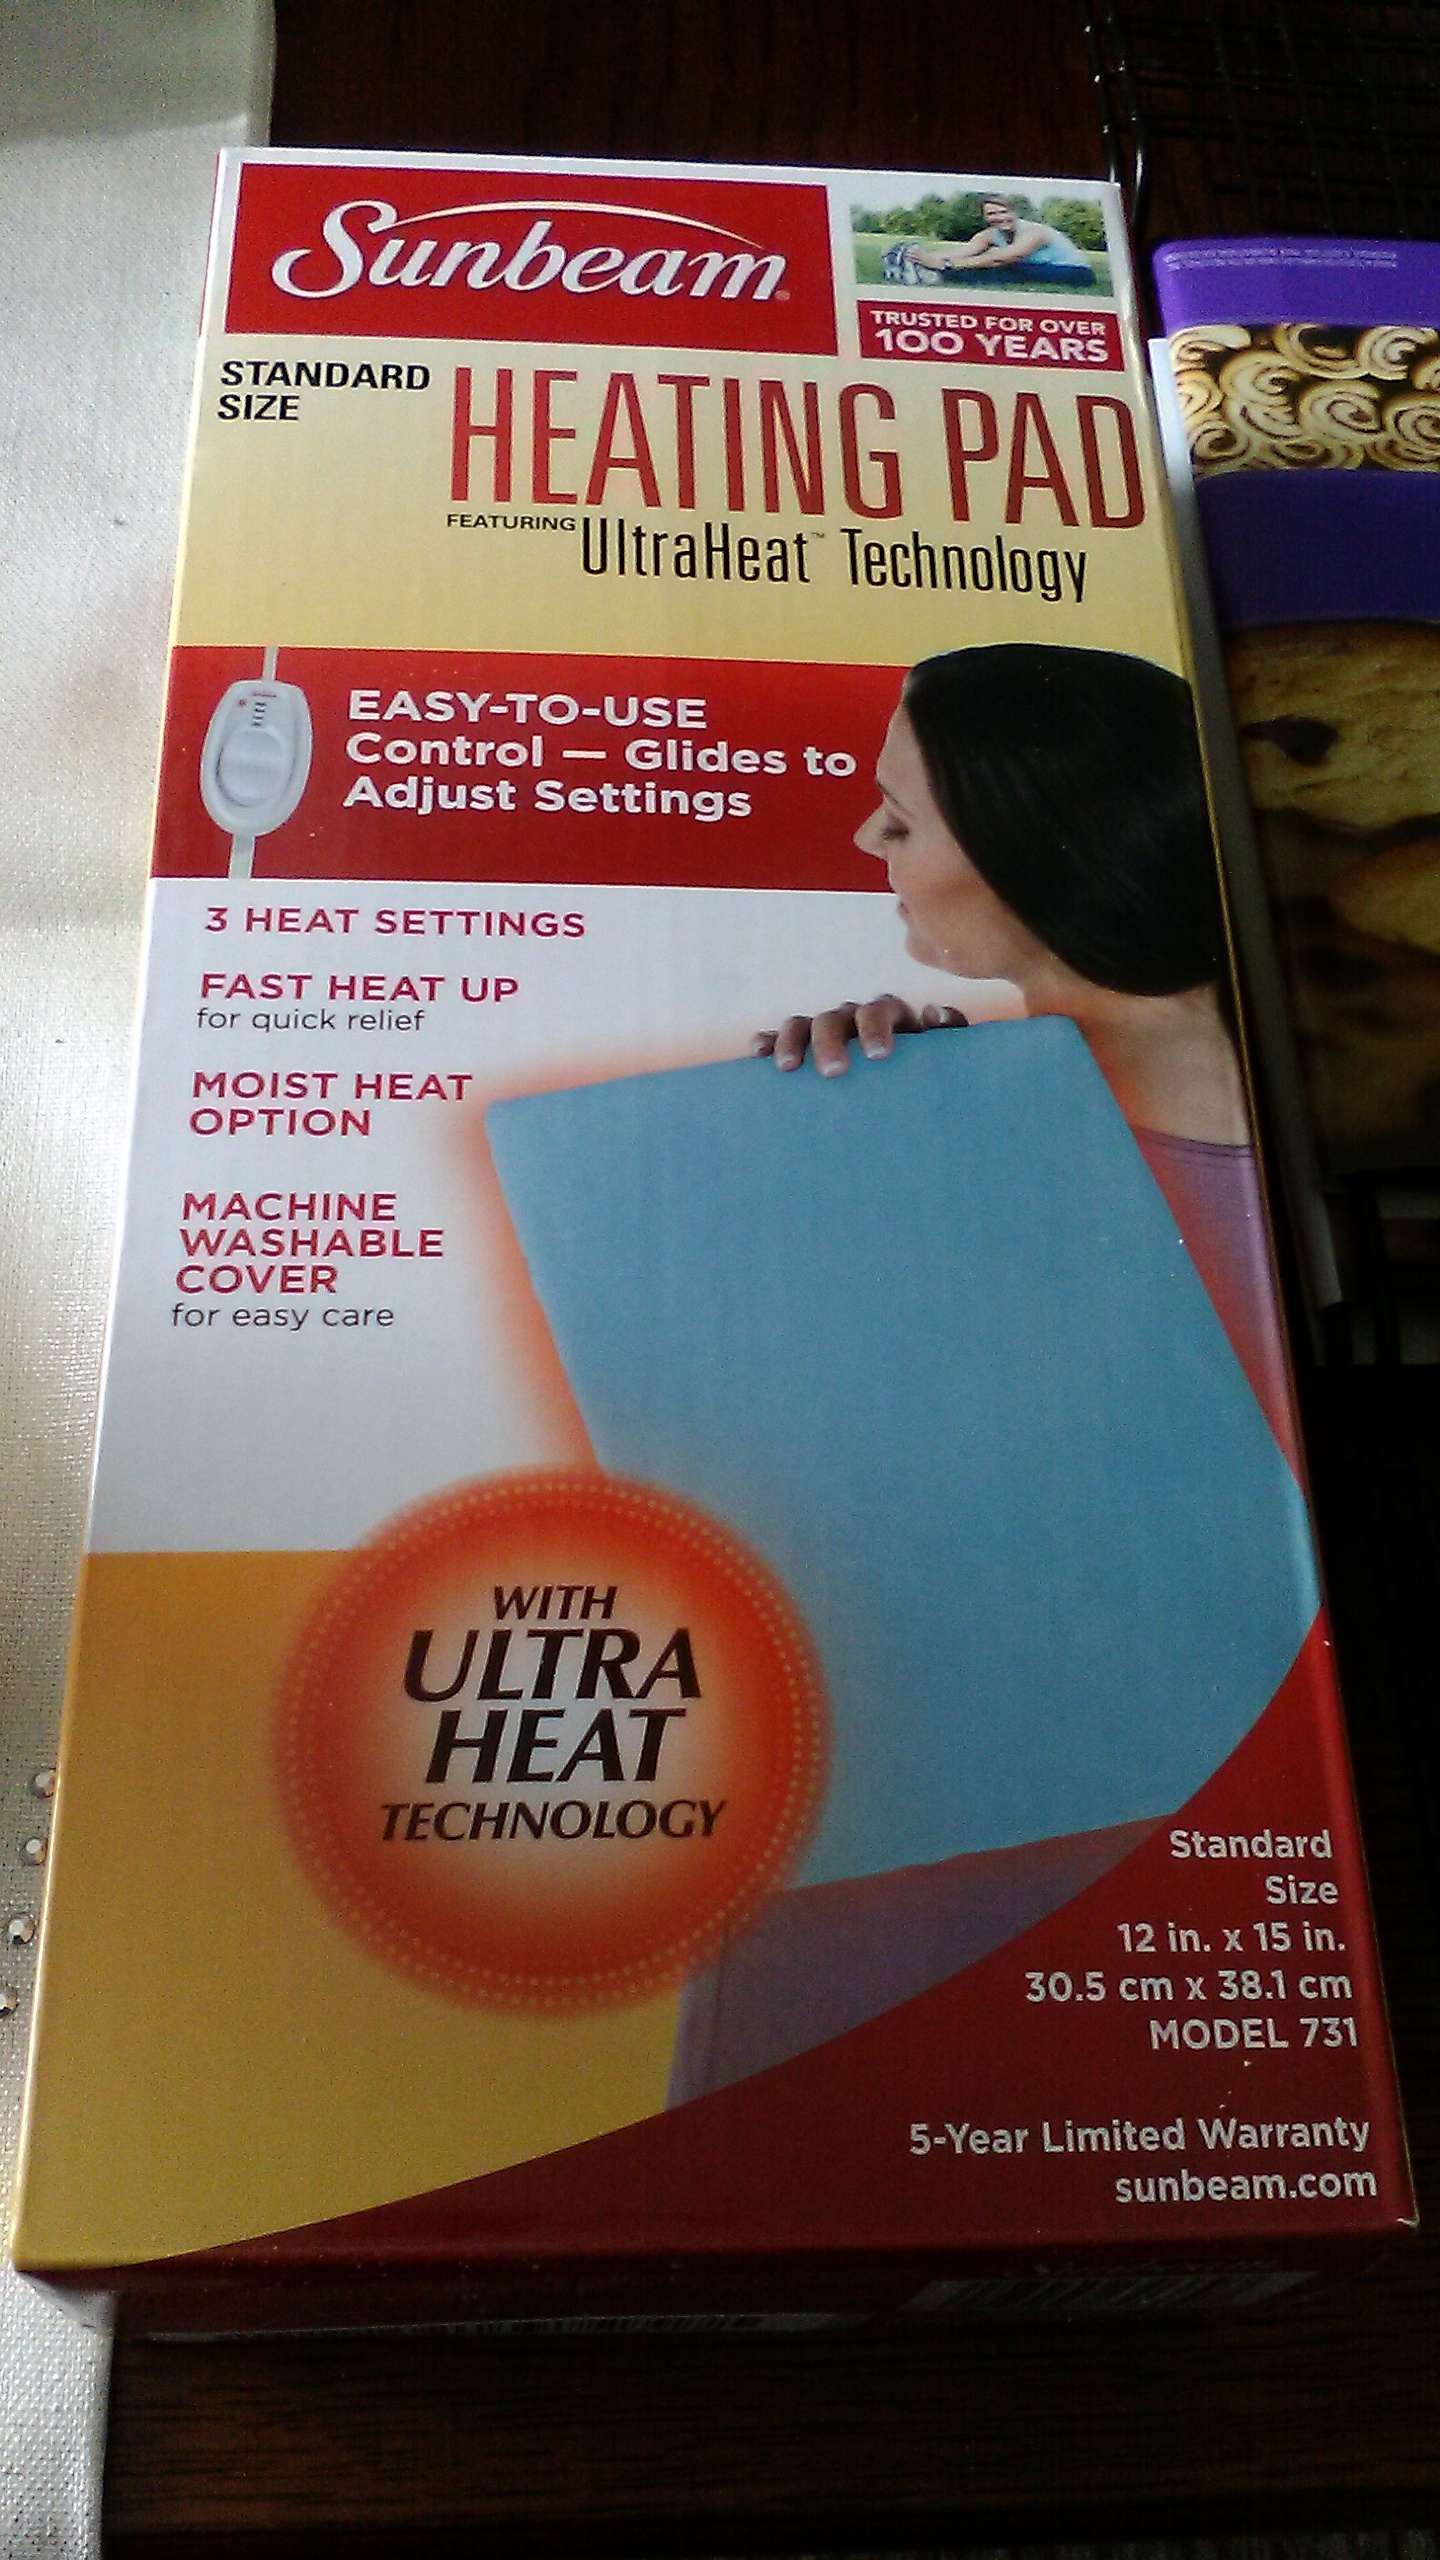 Sunbeam
TRUSTED FOR OVER
100 YEARS
STANDARD
SIZE
HEATING PAD
FEATURING UltraHeat™ Technology
EASY-TO-USE
Control — Glides to
Adjust Settings
3 HEAT SETTINGS
FAST HEAT UP
for quick relief
MOIST HEAT
OPTION
MACHINE
WASHABLE
COVER
for easy care
WITH
ULTRA
HEAT
TECHNOLOGY
Standard
Size
12 in. x 15 in.
30.5 cm x 38.1 cm
MODEL 731
5-Year Limited Warranty
sunbeam.com